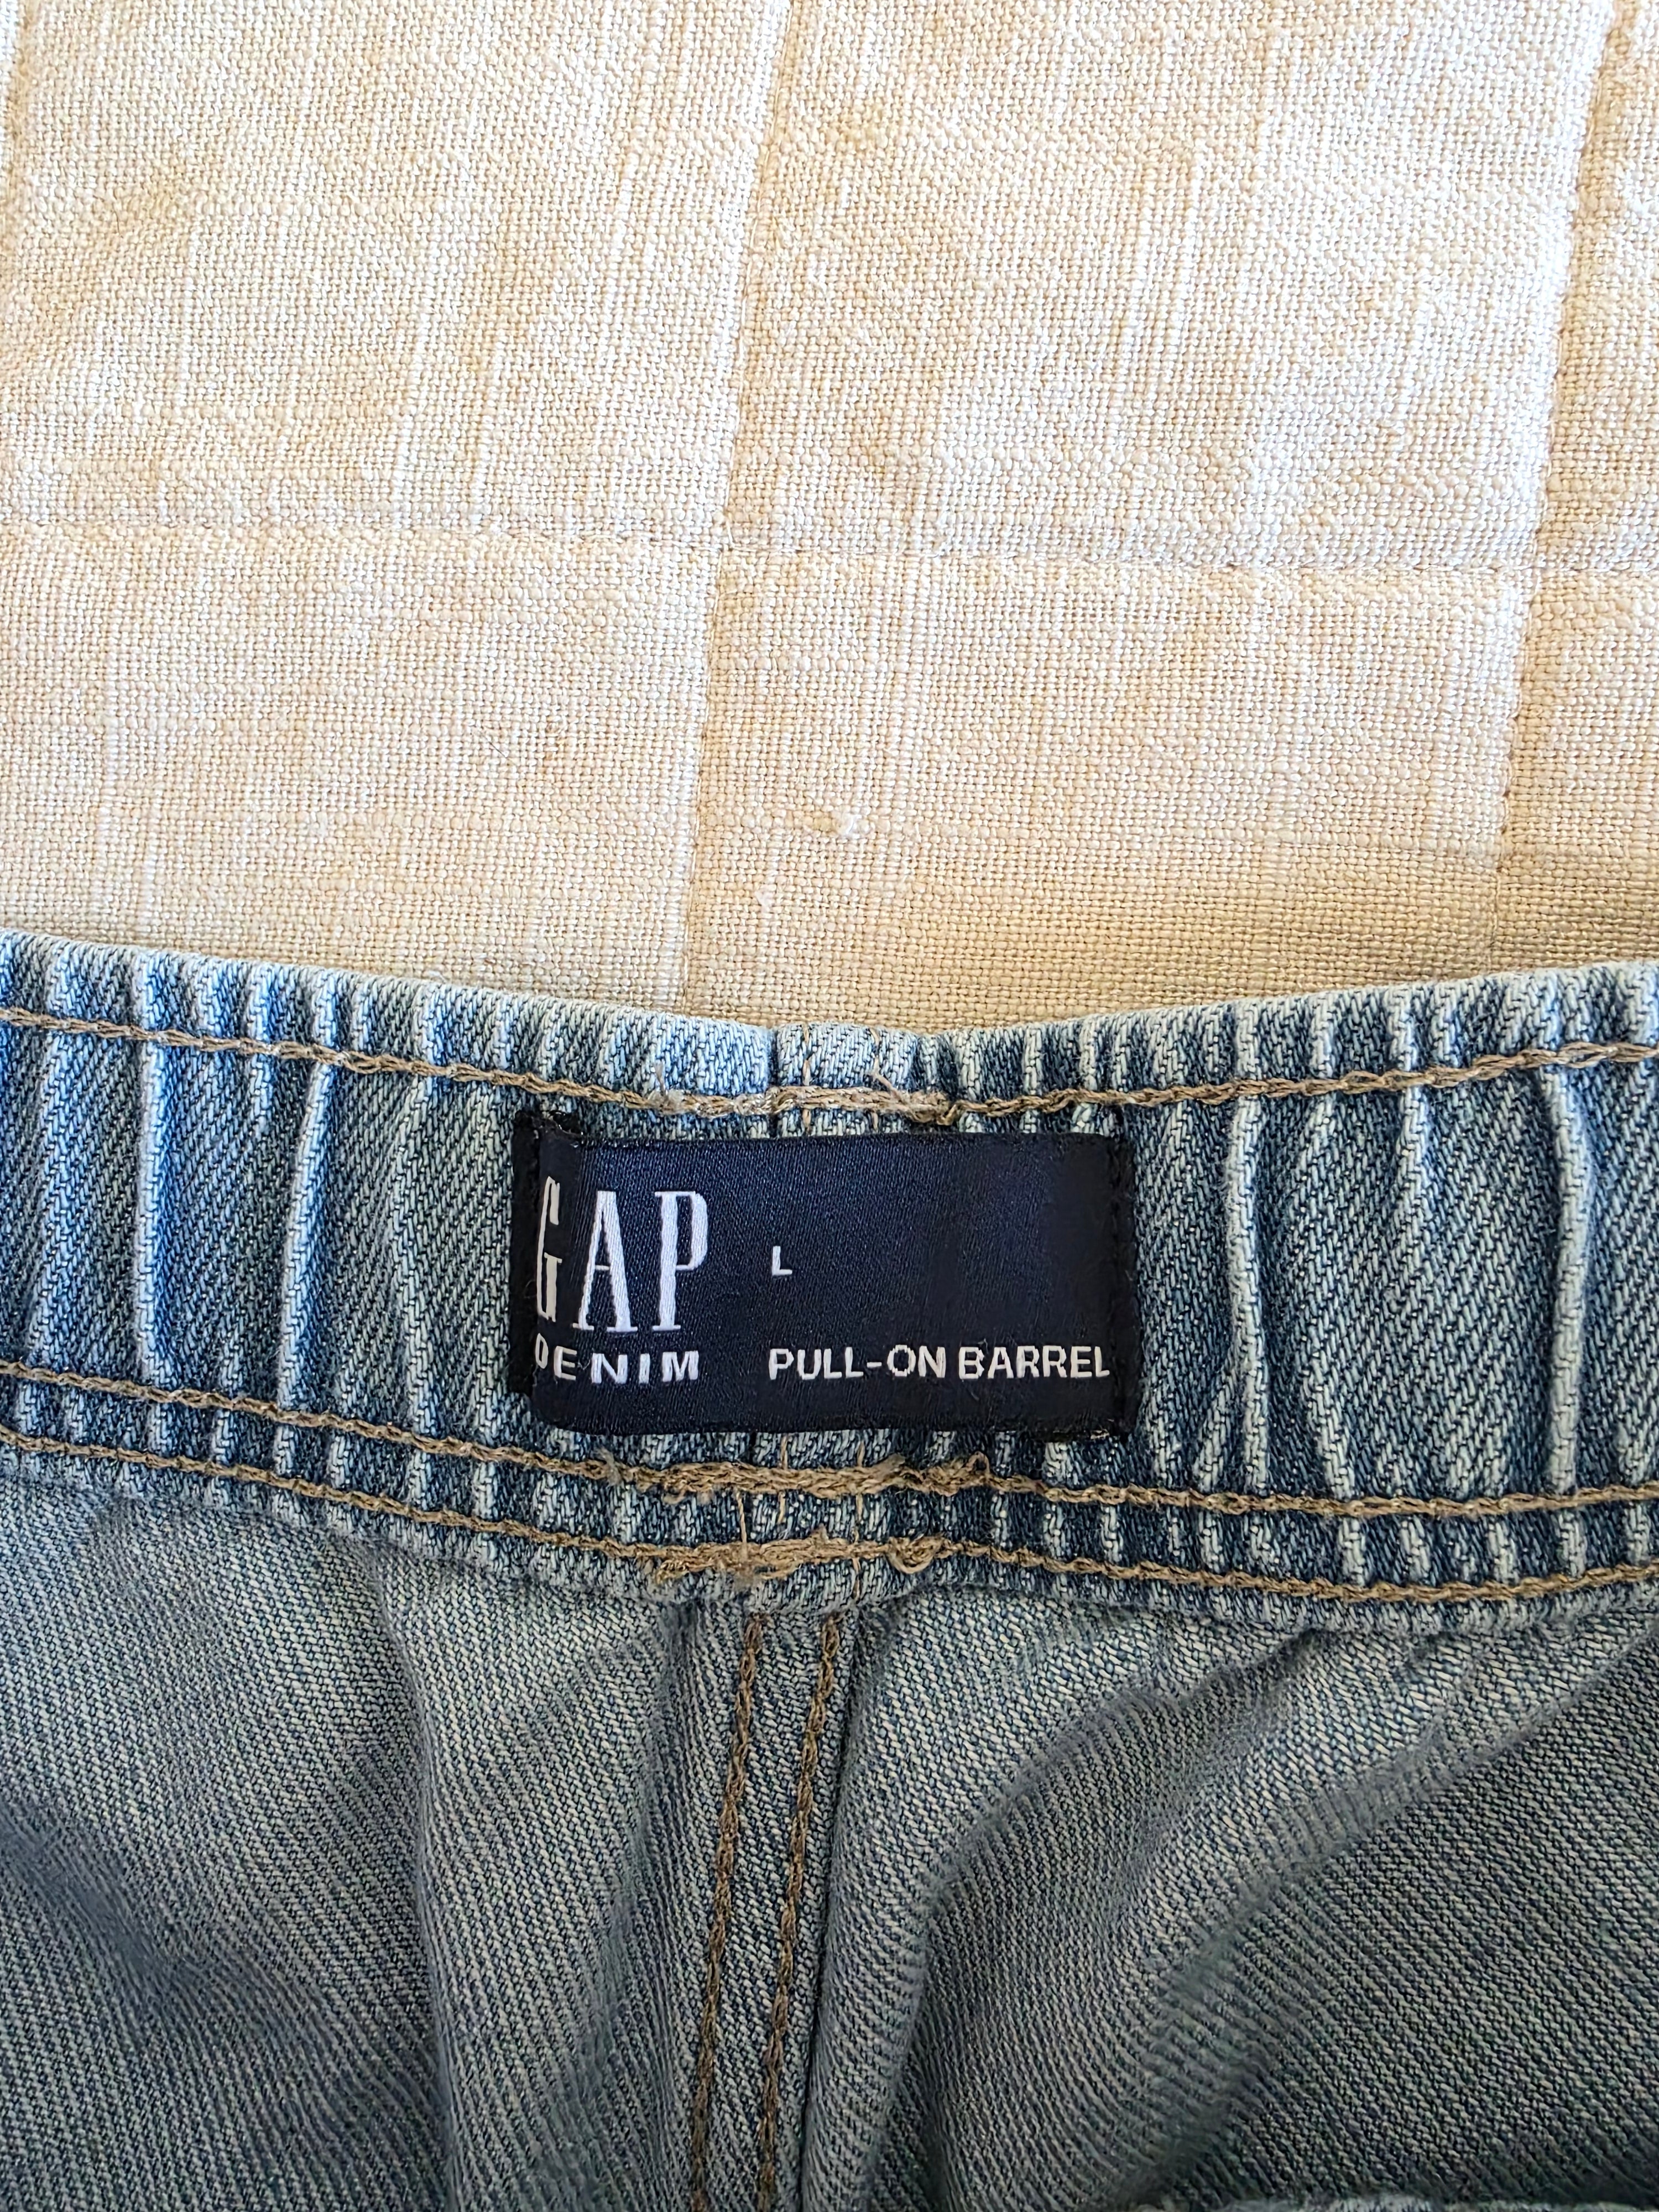 GAP L
DENIM PULL-ON BARREL